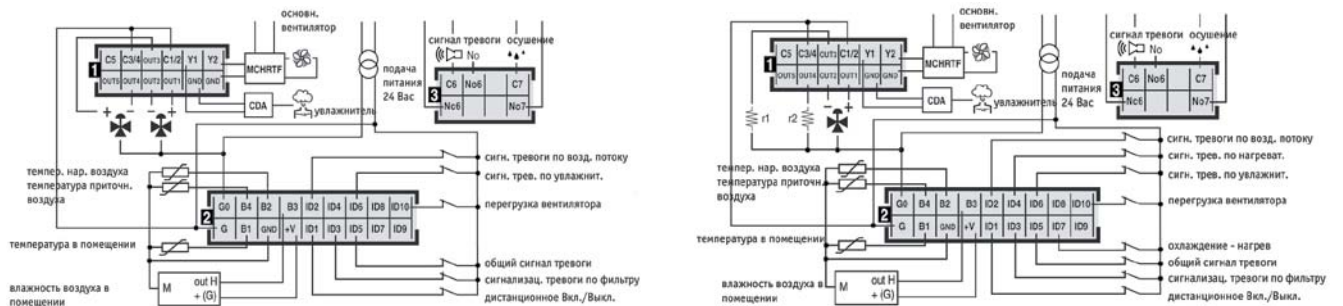 основн.
вентилятор
сигнал тревоги осушение
No
C5 C3/4 OUT3 C1/2 Y1 Y2
1
OUT5 OUT4 OUT2 OUT1 GND GND
MCHRTF
C6 No6 C7
3
Nc6 No7
подача
питания
24 Vac
CDA
увлажнитель
+ − − +
сигн. тревоги по возд. потоку
темпер. нар. воздуха
температура приточн.
воздуха
сигн. трев. по увлажнит.
G0 B4 B2 B3 ID2 ID4 ID6 ID8 ID10
2
G B1 GND +V ID1 ID3 ID5 ID7 ID9
перегрузка вентилятора
температура в помещении
общий сигнал тревоги
M
out H
+ (G)
сигнализац. тревоги по фильтру
влажность воздуха в
помещении
дистанционное Вкл./Выкл.
основн.
вентилятор
сигнал тревоги осушение
No
C5 C3/4 OUT3 C1/2 Y1 Y2
1
OUT5 OUT4 OUT2 OUT1 GND GND
MCHRTF
C6 No6 C7
3
Nc6 No7
подача
питания
24 Vac
CDA
увлажнитель
− +
r1 r2
сигн. тревоги по возд. потоку
сигн. трев. по нагреват.
темпер. нар. воздуха
температура приточн.
воздуха
сигн. трев. по увлажнит.
G0 B4 B2 B3 ID2 ID4 ID6 ID8 ID10
2
G B1 GND +V ID1 ID3 ID5 ID7 ID9
перегрузка вентилятора
температура в помещении
охлаждение - нагрев
общий сигнал тревоги
M
out H
+ (G)
сигнализац. тревоги по фильтру
влажность воздуха в
помещении
дистанционное Вкл./Выкл.